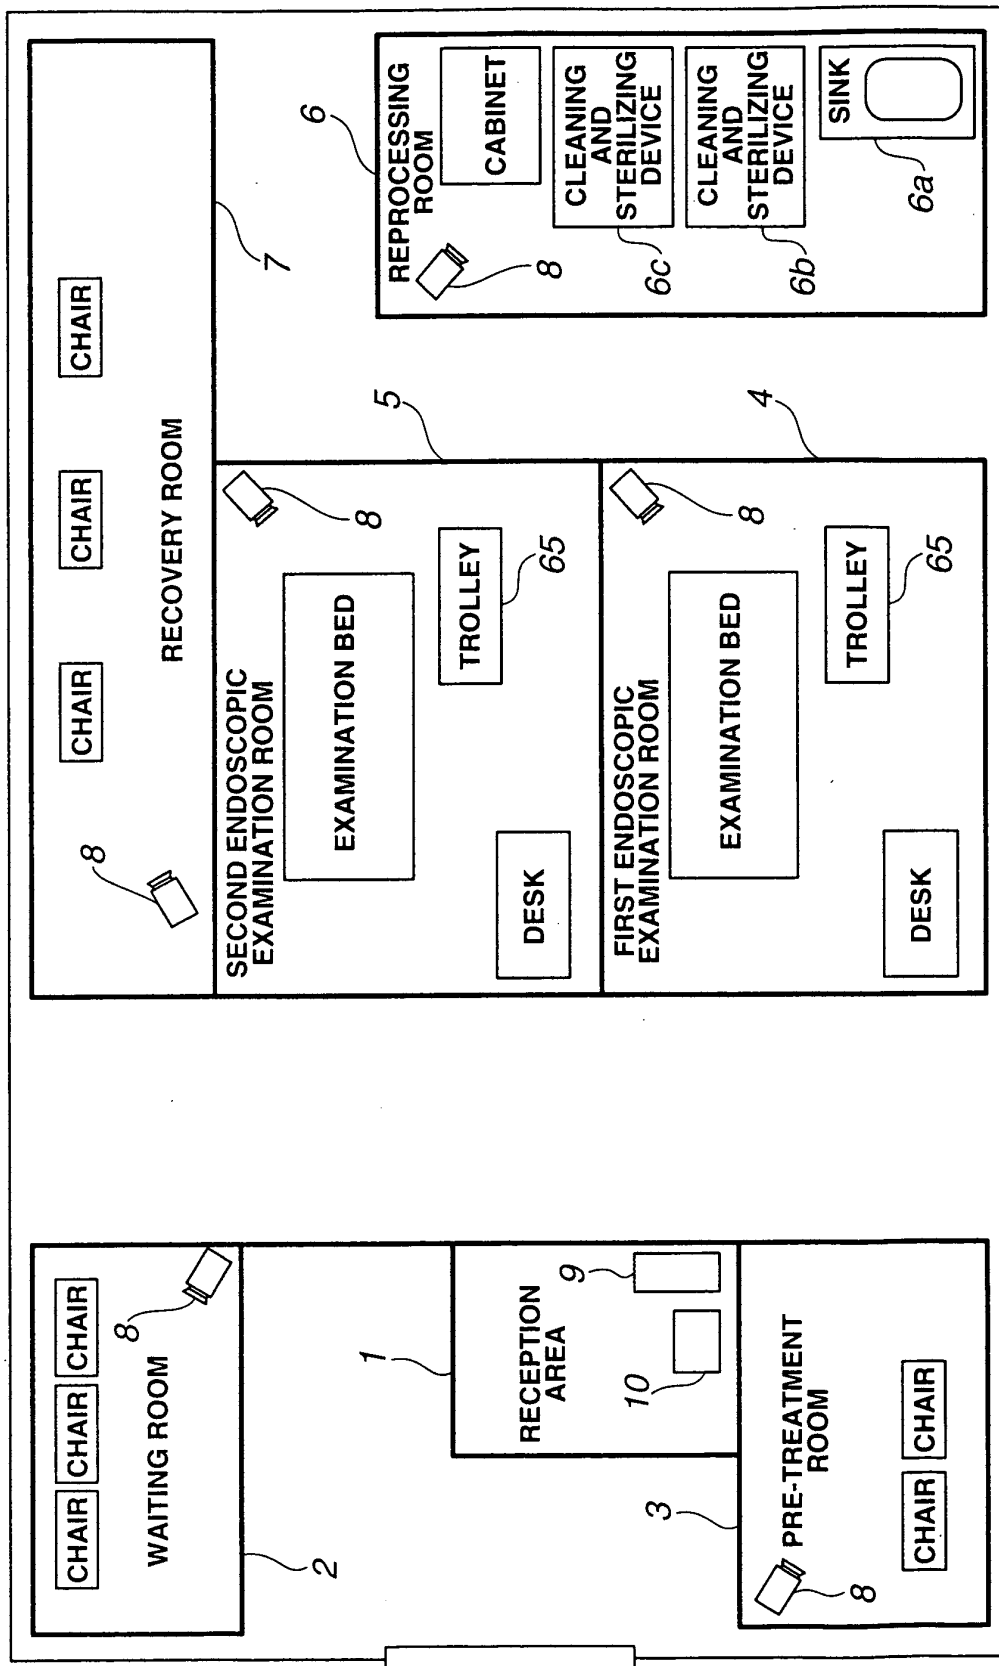 WAITING ROOM
CHAIR
CHAIR
CHAIR
8
2
1
RECEPTION
AREA
9
10
3
PRE-TREATMENT
ROOM
8
CHAIR
CHAIR
8
CHAIR
CHAIR
CHAIR
RECOVERY ROOM
7
SECOND ENDOSCOPIC
EXAMINATION ROOM
8
5
EXAMINATION BED
TROLLEY
65
DESK
FIRST ENDOSCOPIC
EXAMINATION ROOM
8
4
EXAMINATION BED
TROLLEY
65
DESK
6
REPROCESSING
ROOM
8
CABINET
CLEANING
AND
STERILIZING
DEVICE
6c
CLEANING
AND
STERILIZING
DEVICE
6b
SINK
6a